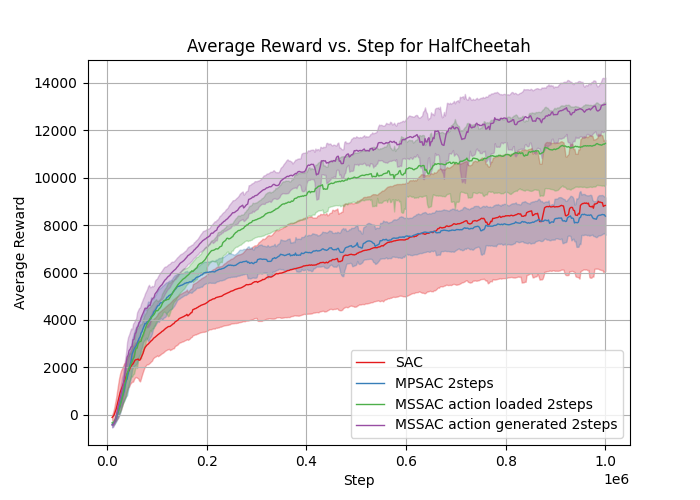 Average Reward vs. Step for HalfCheetah
14000
12000
10000
8000
6000
4000
2000
0
Average Reward
SAC
MPSAC 2steps
MSSAC action loaded 2steps
MSSAC action generated 2steps
0.0 0.2 0.4 0.6 0.8 1.0
1e6
Step